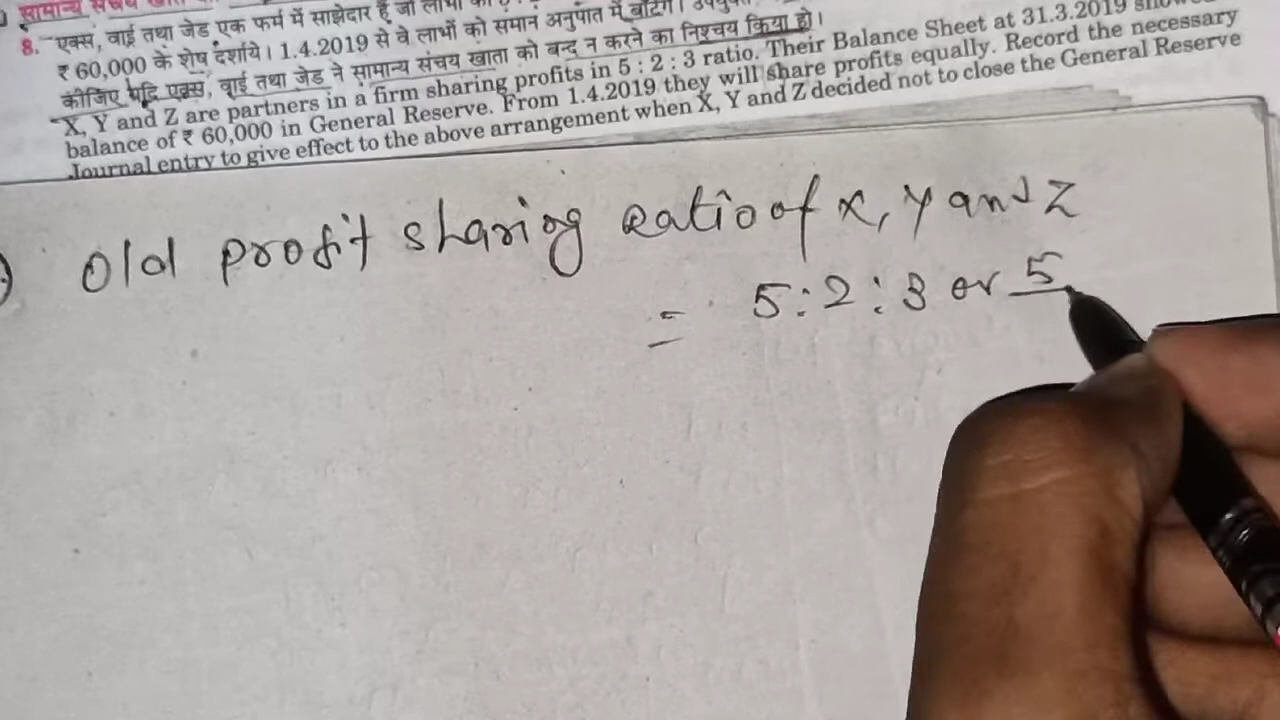 सामान्य संचय
8. एक्स, वाई तथा जेड एक फर्म में साझेदार हैं जो लाभों को समान अनुपात में बाँटेंगे।
₹ 60,000 के शेष दर्शाये। 1.4.2019 से वे लाभों को समान अनुपात में बाँटेंगे।
कीजिए यदि एक्स, वाई तथा जेड ने सामान्य संचय खाता को बन्द न करने का निश्चय किया हो।
X, Y and Z are partners in a firm sharing profits in 5 : 2 : 3 ratio. Their Balance Sheet at 31.3.2019 showed
balance of ₹ 60,000 in General Reserve. From 1.4.2019 they will share profits equally. Record the necessary
Journal entry to give effect to the above arrangement when X, Y and Z decided not to close the General Reserve
Old profit sharing Ratio of X, Y and Z
= 5 : 2 : 3 or 5